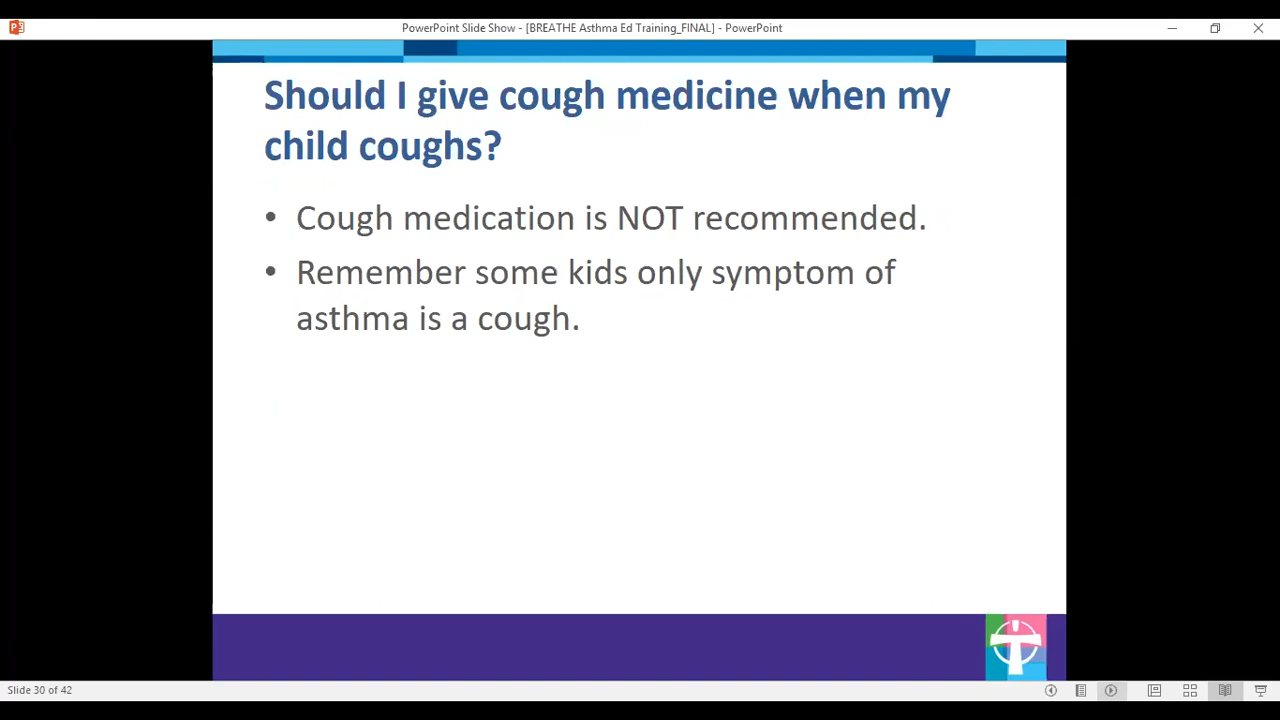 PowerPoint Slide Show - [BREATHE Asthma Ed Training_FINAL] - PowerPoint
Should I give cough medicine when my
child coughs?
• Cough medication is NOT recommended.
• Remember some kids only symptom of
asthma is a cough.
Slide 30 of 42